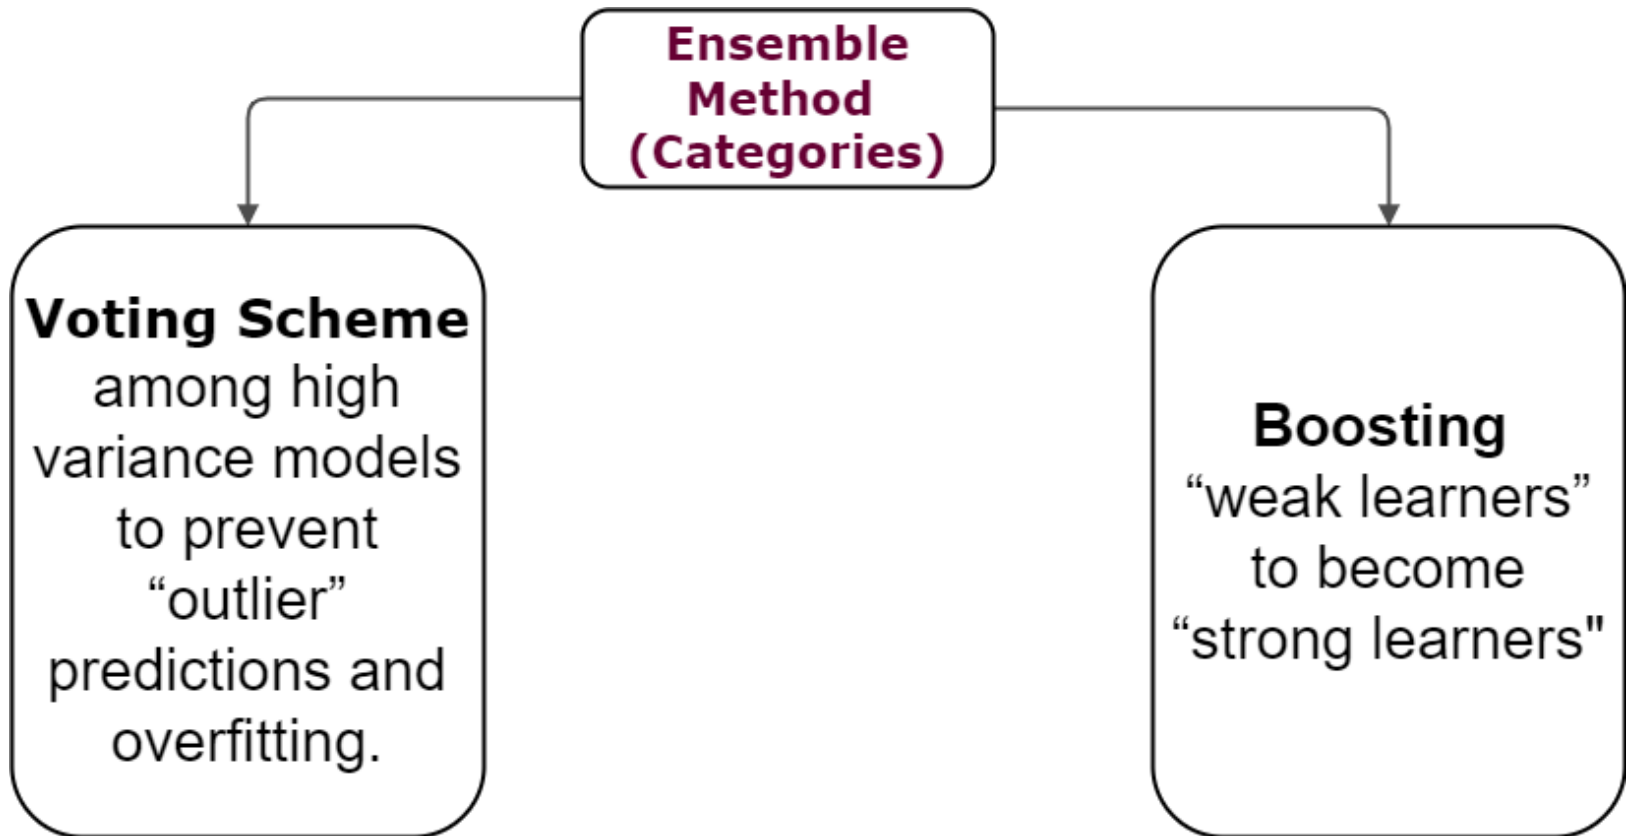 Ensemble
Method
(Categories)
Voting Scheme
among high
variance models
to prevent
“outlier”
predictions and
overfitting.
Boosting
“weak learners”
to become
“strong learners"